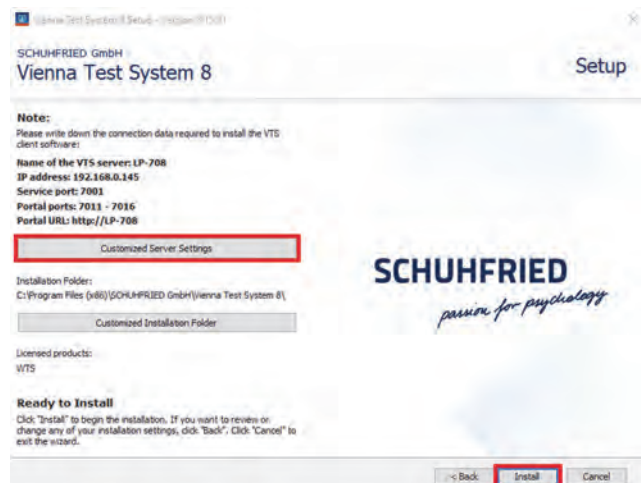 Vienna Test System 8 Setup -
SCHUHFRIED GmbH
Vienna Test System 8
Setup
Note:
Please write down the connection data required to install the VTS
client software:
Name of the VTS server: LP-708
IP address: 192.168.0.145
Service port: 7001
Portal ports: 7011 - 7016
Portal URL: http://LP-708
Customized Server Settings
Installation Folder:
C:\Program Files (x86)\SCHUHFRIED GmbH\Vienna Test System 8\
Customized Installation Folder
Licensed products:
WTS
Ready to Install
Click "Install" to begin the installation. If you want to review or
change any of your installation settings, click "Back". Click "Cancel" to
exit the wizard.
SCHUHFRIED
passion for psychology
< Back
Install
Cancel